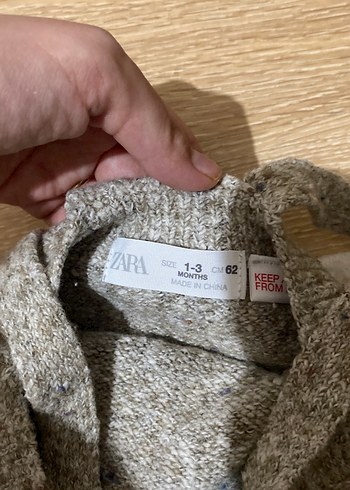 ZARA
SIZE 1-3 MONTHS CM 62
MADE IN CHINA
KEEP
FROM